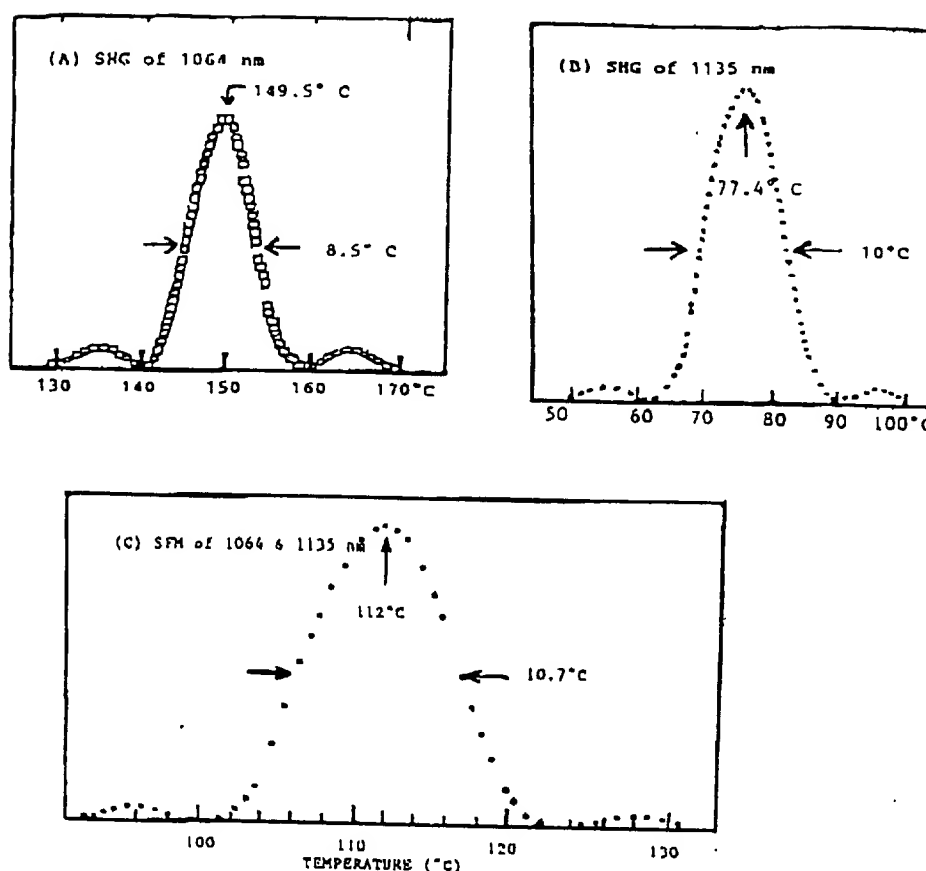 (A) SHG of 1064 nm
149.5° C
8.5° C
130 140 150 160 170°C
(B) SHG of 1135 nm
77.4° C
10°C
50 60 70 80 90 100°C
(C) SFM of 1064 & 1135 nm
112°C
10.7°C
100 110 120 130
TEMPERATURE (°C)